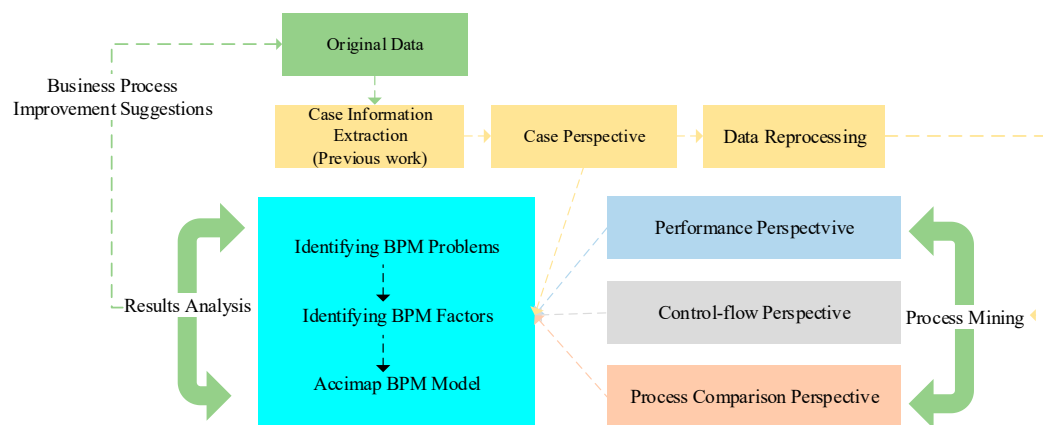 Original Data
Business Process
Improvement Suggestions
Case Information
Extraction
(Previous work)
Case Perspective
Data Reprocessing
Identifying BPM Problems
Performance Perspectvive
Results Analysis
Identifying BPM Factors
Control-flow Perspective
Process Mining
Accimap BPM Model
Process Comparison Perspective